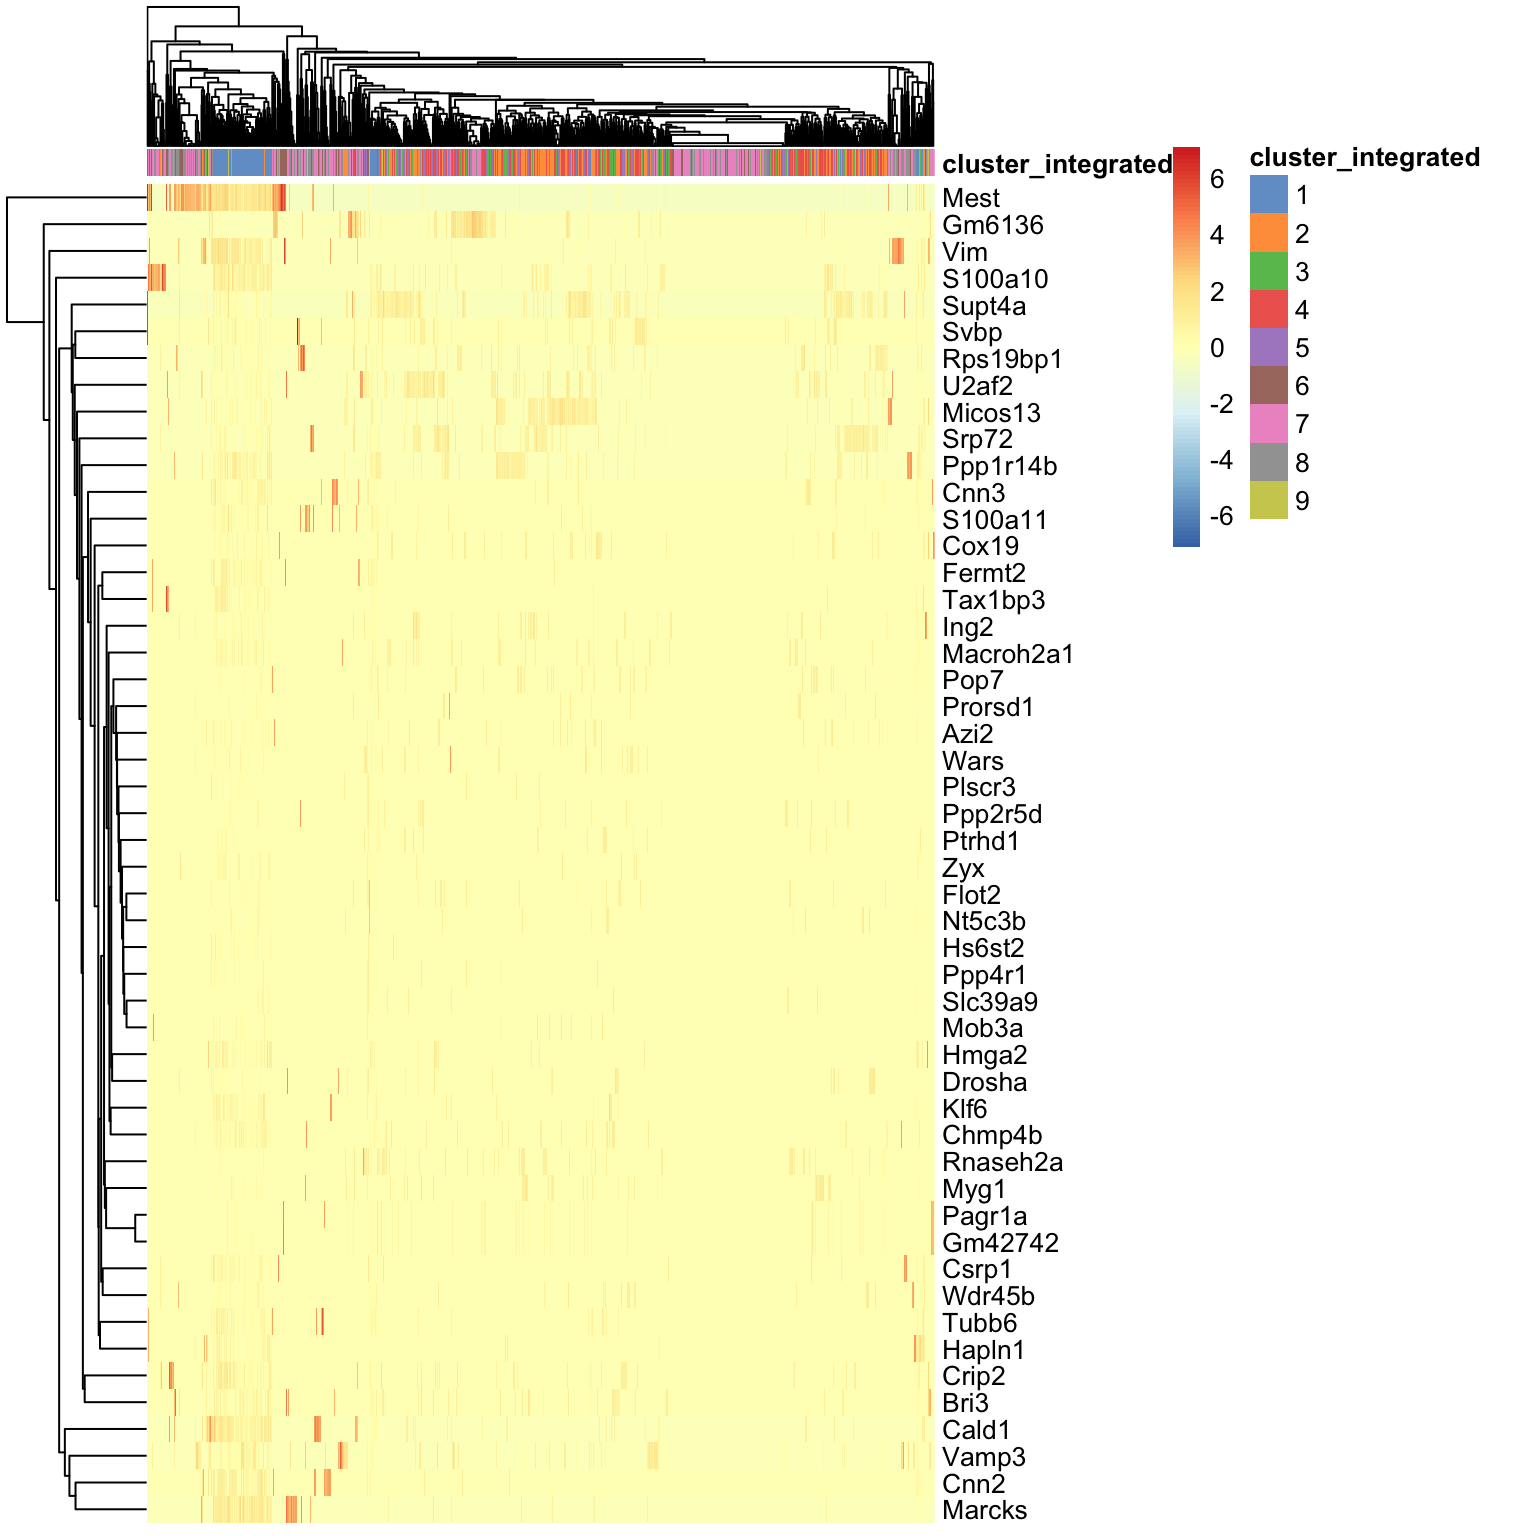 cluster_integrated
Mest
Gm6136
Vim
S100a10
Supt4a
Svbp
Rps19bp1
U2af2
Micos13
Srp72
Ppp1r14b
Cnn3
S100a11
Cox19
Fermt2
Tax1bp3
Ing2
Macroh2a1
Pop7
Prorsd1
Azi2
Wars
Plscr3
Ppp2r5d
Ptrhd1
Zyx
Flot2
Nt5c3b
Hs6st2
Ppp4r1
Slc39a9
Mob3a
Hmga2
Drosha
Klf6
Chmp4b
Rnaseh2a
Myg1
Pagr1a
Gm42742
Csrp1
Wdr45b
Tubb6
Hapln1
Crip2
Bri3
Cald1
Vamp3
Cnn2
Marcks
6
4
2
0
-2
-4
-6
cluster_integrated
1
2
3
4
5
6
7
8
9